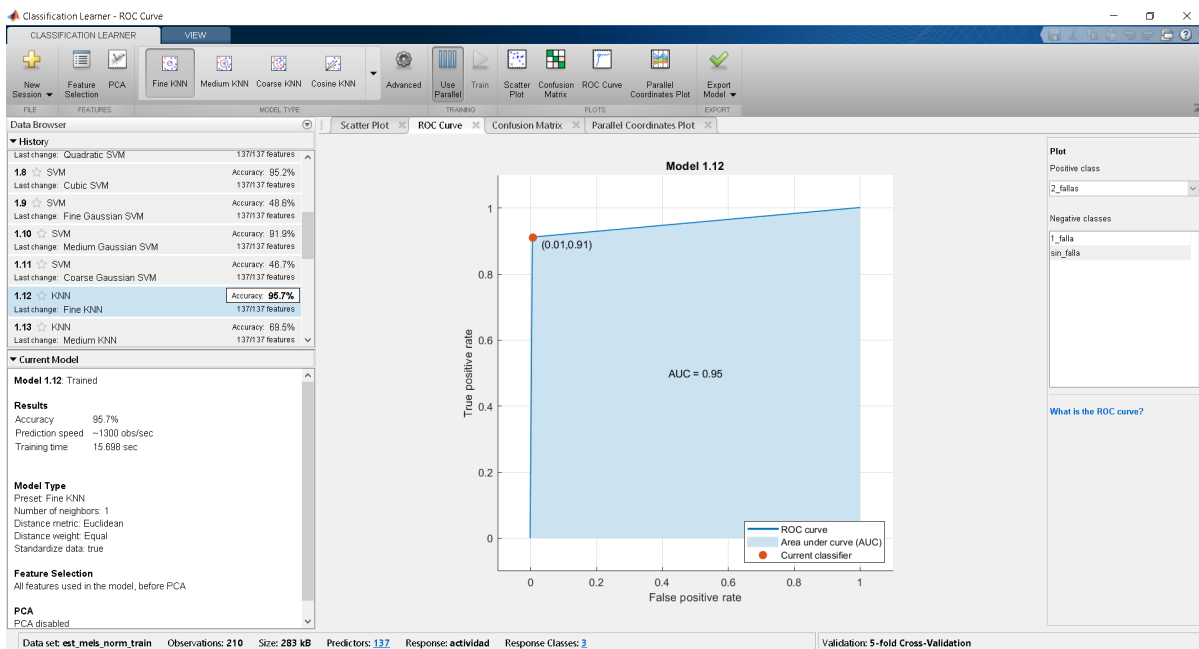 Classification Learner - ROC Curve
CLASSIFICATION LEARNER
VIEW
New Session
Feature Selection
PCA
Fine KNN
Medium KNN
Coarse KNN
Cosine KNN
Advanced
Use Parallel
Train
Scatter Plot
Confusion Matrix
ROC Curve
Parallel Coordinates Plot
Export Model
FILE
FEATURES
MODEL TYPE
TRAINING
PLOTS
EXPORT
Data Browser
History
Last change: Quadratic SVM 137/137 features
1.8 SVM Accuracy: 95.2%
Last change: Cubic SVM 137/137 features
1.9 SVM Accuracy: 48.6%
Last change: Fine Gaussian SVM 137/137 features
1.10 SVM Accuracy: 91.9%
Last change: Medium Gaussian SVM 137/137 features
1.11 SVM Accuracy: 46.7%
Last change: Coarse Gaussian SVM 137/137 features
1.12 KNN Accuracy: 95.7%
Last change: Fine KNN 137/137 features
1.13 KNN Accuracy: 69.5%
Last change: Medium KNN 137/137 features
Current Model
Model 1.12: Trained
Results
Accuracy 95.7%
Prediction speed ~1300 obs/sec
Training time 15.698 sec
Model Type
Preset: Fine KNN
Number of neighbors: 1
Distance metric: Euclidean
Distance weight: Equal
Standardize data: true
Feature Selection
All features used in the model, before PCA
PCA
PCA disabled
Scatter Plot
ROC Curve
Confusion Matrix
Parallel Coordinates Plot
Model 1.12
1
0.8
0.6
0.4
0.2
0
True positive rate
(0.01,0.91)
AUC = 0.95
ROC curve
Area under curve (AUC)
Current classifier
0 0.2 0.4 0.6 0.8 1
False positive rate
Plot
Positive class
2_fallas
Negative classes
1_falla
sin_falla
What is the ROC curve?
Data set: est_mels_norm_train Observations: 210 Size: 283 kB Predictors: 137 Response: actividad Response Classes: 3
Validation: 5-fold Cross-Validation